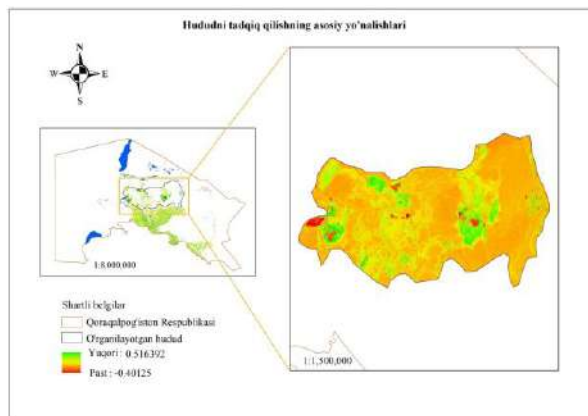 Hududni tadqiq qilishning asosiy yo'nalishlari
N
W E
S
1:8,000,000
Shartli belgilar
Qoraqalpog'iston Respublikasi
O'rganilayotgan hudud
Yuqori : 0.516392
Past : -0.40125
1:1,500,000